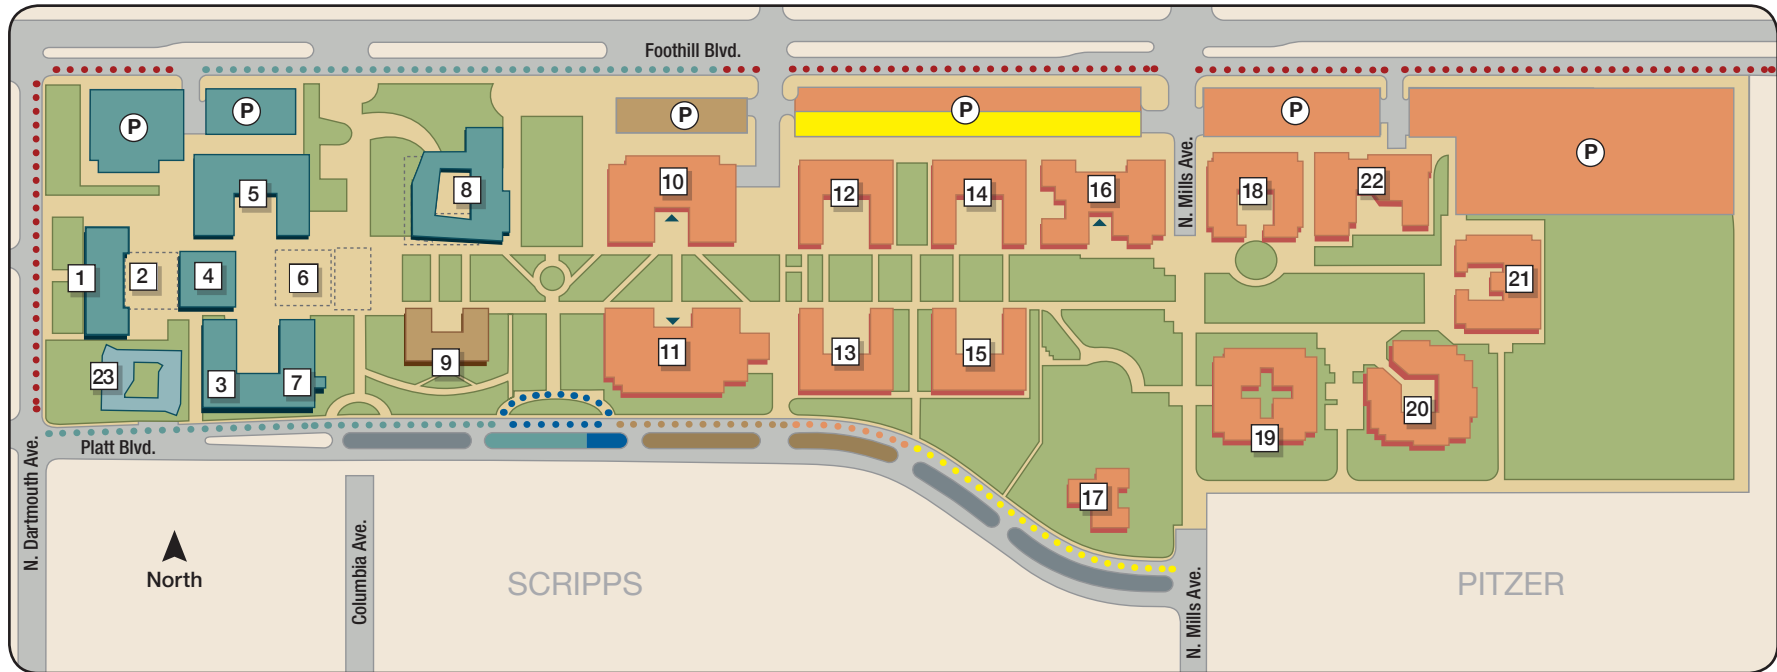 Foothill Blvd.
P
P
P
P
P
P
5
8
10
12
14
16
N. Mills Ave.
18
22
1
2
4
6
21
23
3
7
9
11
13
15
19
20
Platt Blvd.
N. Dartmouth Ave.
17
North
Columbia Ave.
SCRIPPS
N. Mills Ave.
PITZER